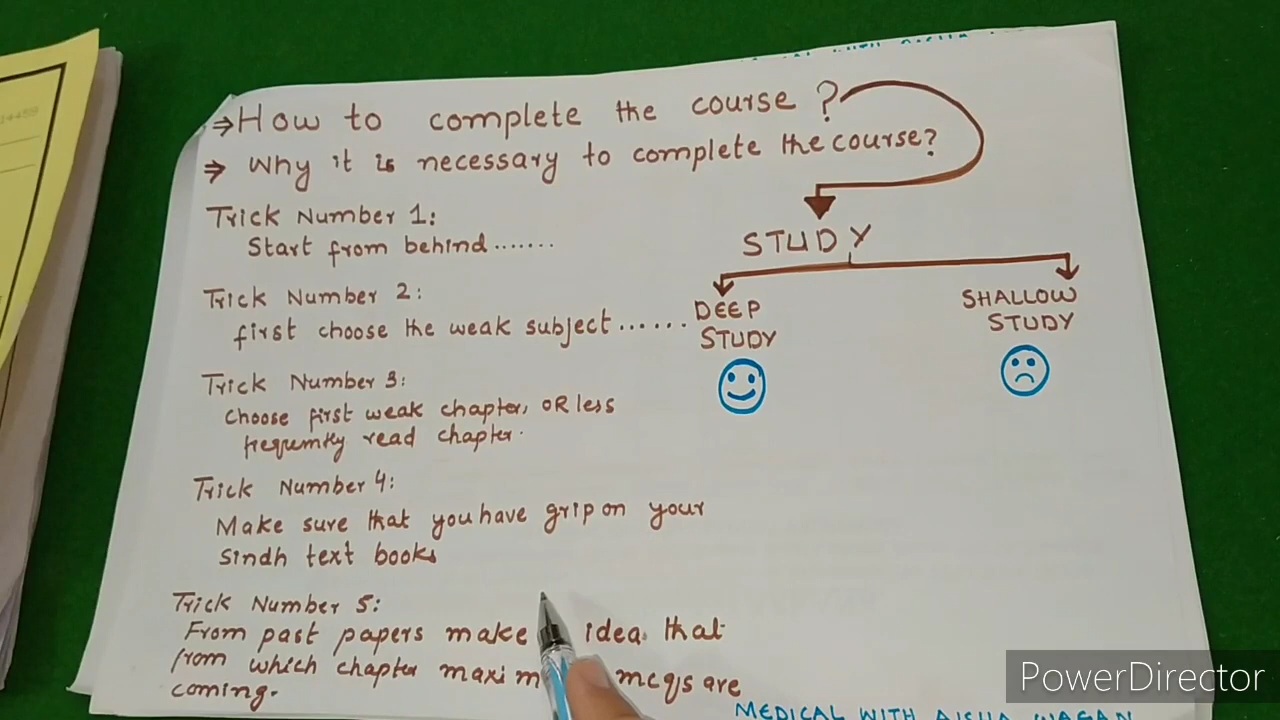 ⇒ How to complete the course?
⇒ Why it is necessary to complete the course?
Trick Number 1:
Start from behind.......
Trick Number 2:
first choose the weak subject......
Trick Number 3:
Choose first weak chapter, OR less
frequently read chapter.
Trick Number 4:
Make sure that you have grip on your
Sindh text books
Trick Number 5:
From past papers make idea that
from which chapter maxim mcqs are
coming.
STUDY
DEEP
STUDY
SHALLOW
STUDY
MEDICAL WITH AISHA WAGAN
PowerDirector